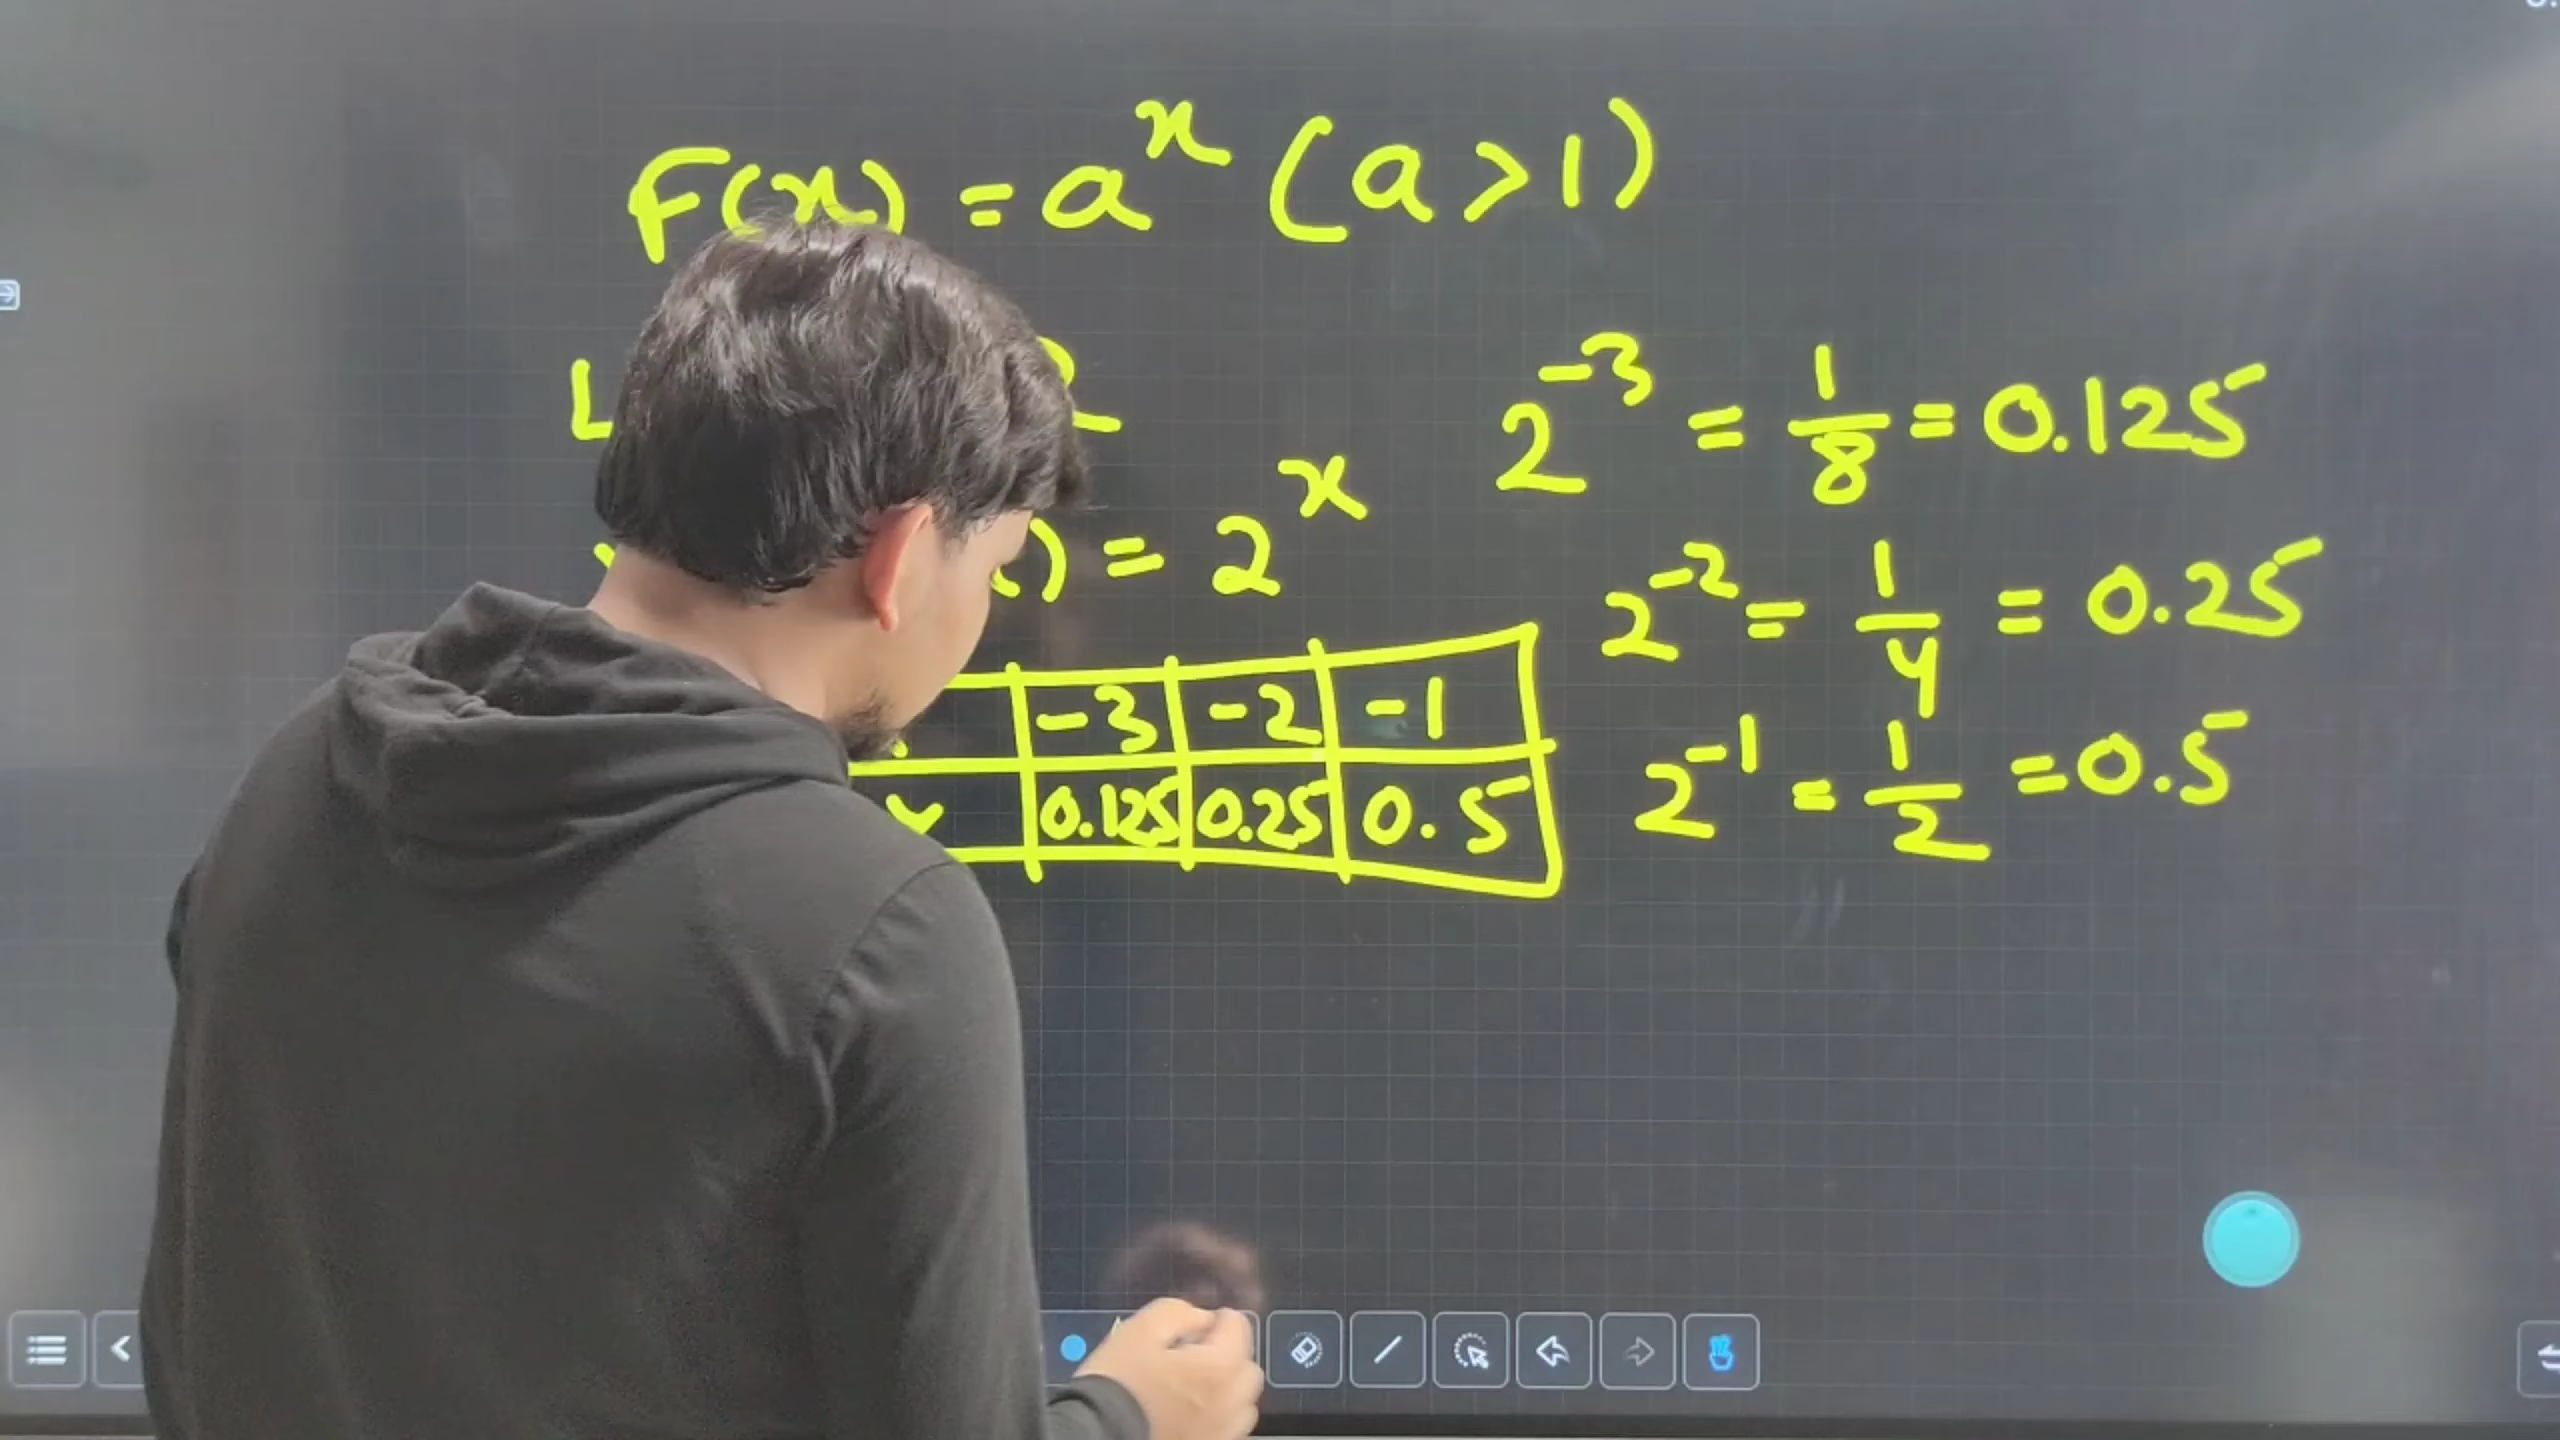 F(x) = a^x (a>1)
2
) = 2^x
-3 -2 -1
y 0.125 0.25 0.5
2^-3 = 1/8 = 0.125
2^-2 = 1/4 = 0.25
2^-1 = 1/2 = 0.5